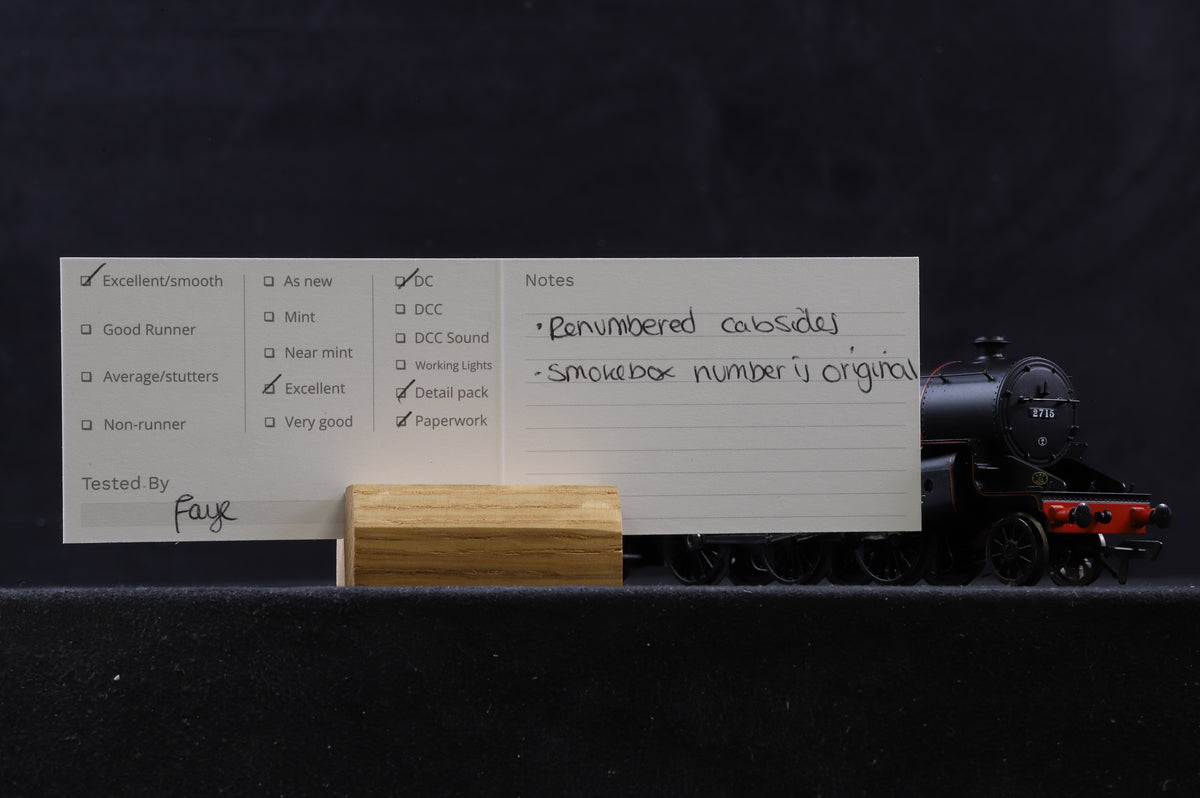 Excellent/smooth
Good Runner
Average/stutters
Non-runner
As new
Mint
Near mint
Excellent
Very good
DC
DCC
DCC Sound
Working Lights
Detail pack
Paperwork
Tested By
Faye
Notes
• Renumbered cabsides
• smokebox number is original
2715
2